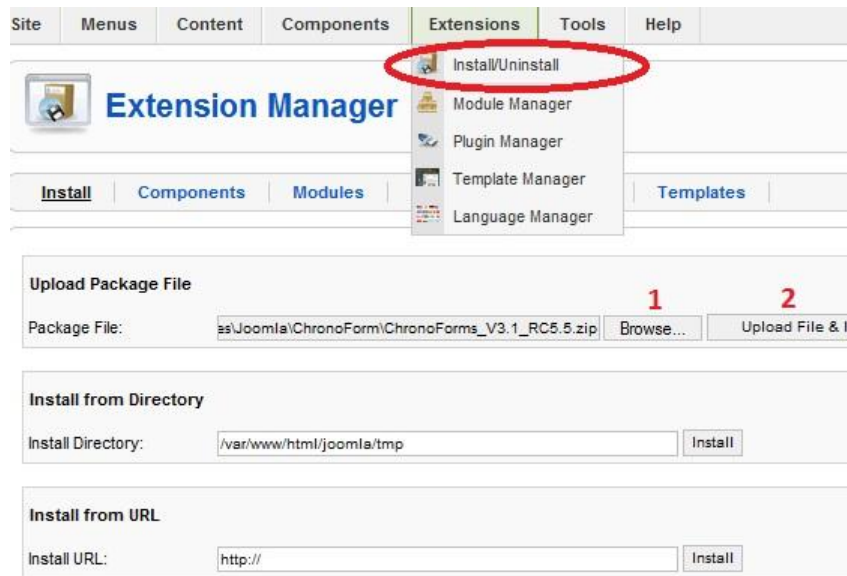 Site Menus Content Components Extensions Tools Help
Install/Uninstall
Extension Manager
Module Manager
Plugin Manager
Template Manager
Language Manager
Install Components Modules Templates
Upload Package File
1 2
Package File: es\Joomla\ChronoForm\ChronoForms_V3.1_RC5.5.zip Browse... Upload File &
Install from Directory
Install Directory: /var/www/html/joomla/tmp Install
Install from URL
Install URL: http:// Install